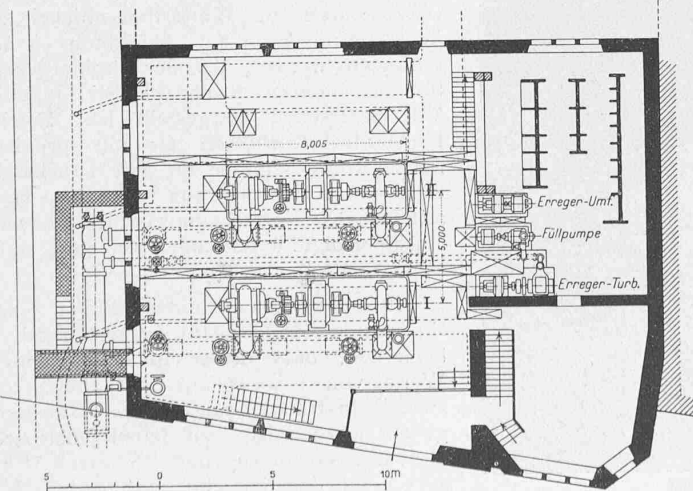 8,005
II
Erreger-Umf.
5,000
Füllpumpe
Erreger-Turb.
I
5 0 5 10m